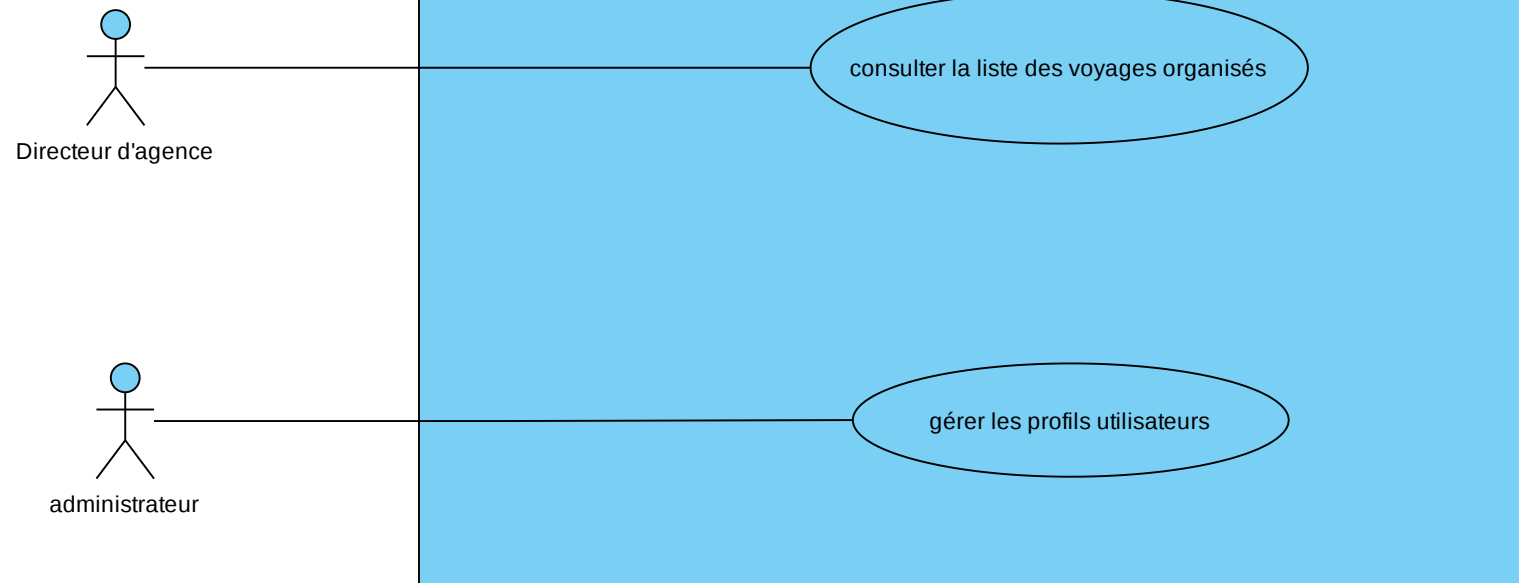 consulter la liste des voyages organisés
Directeur d'agence
gérer les profils utilisateurs
administrateur